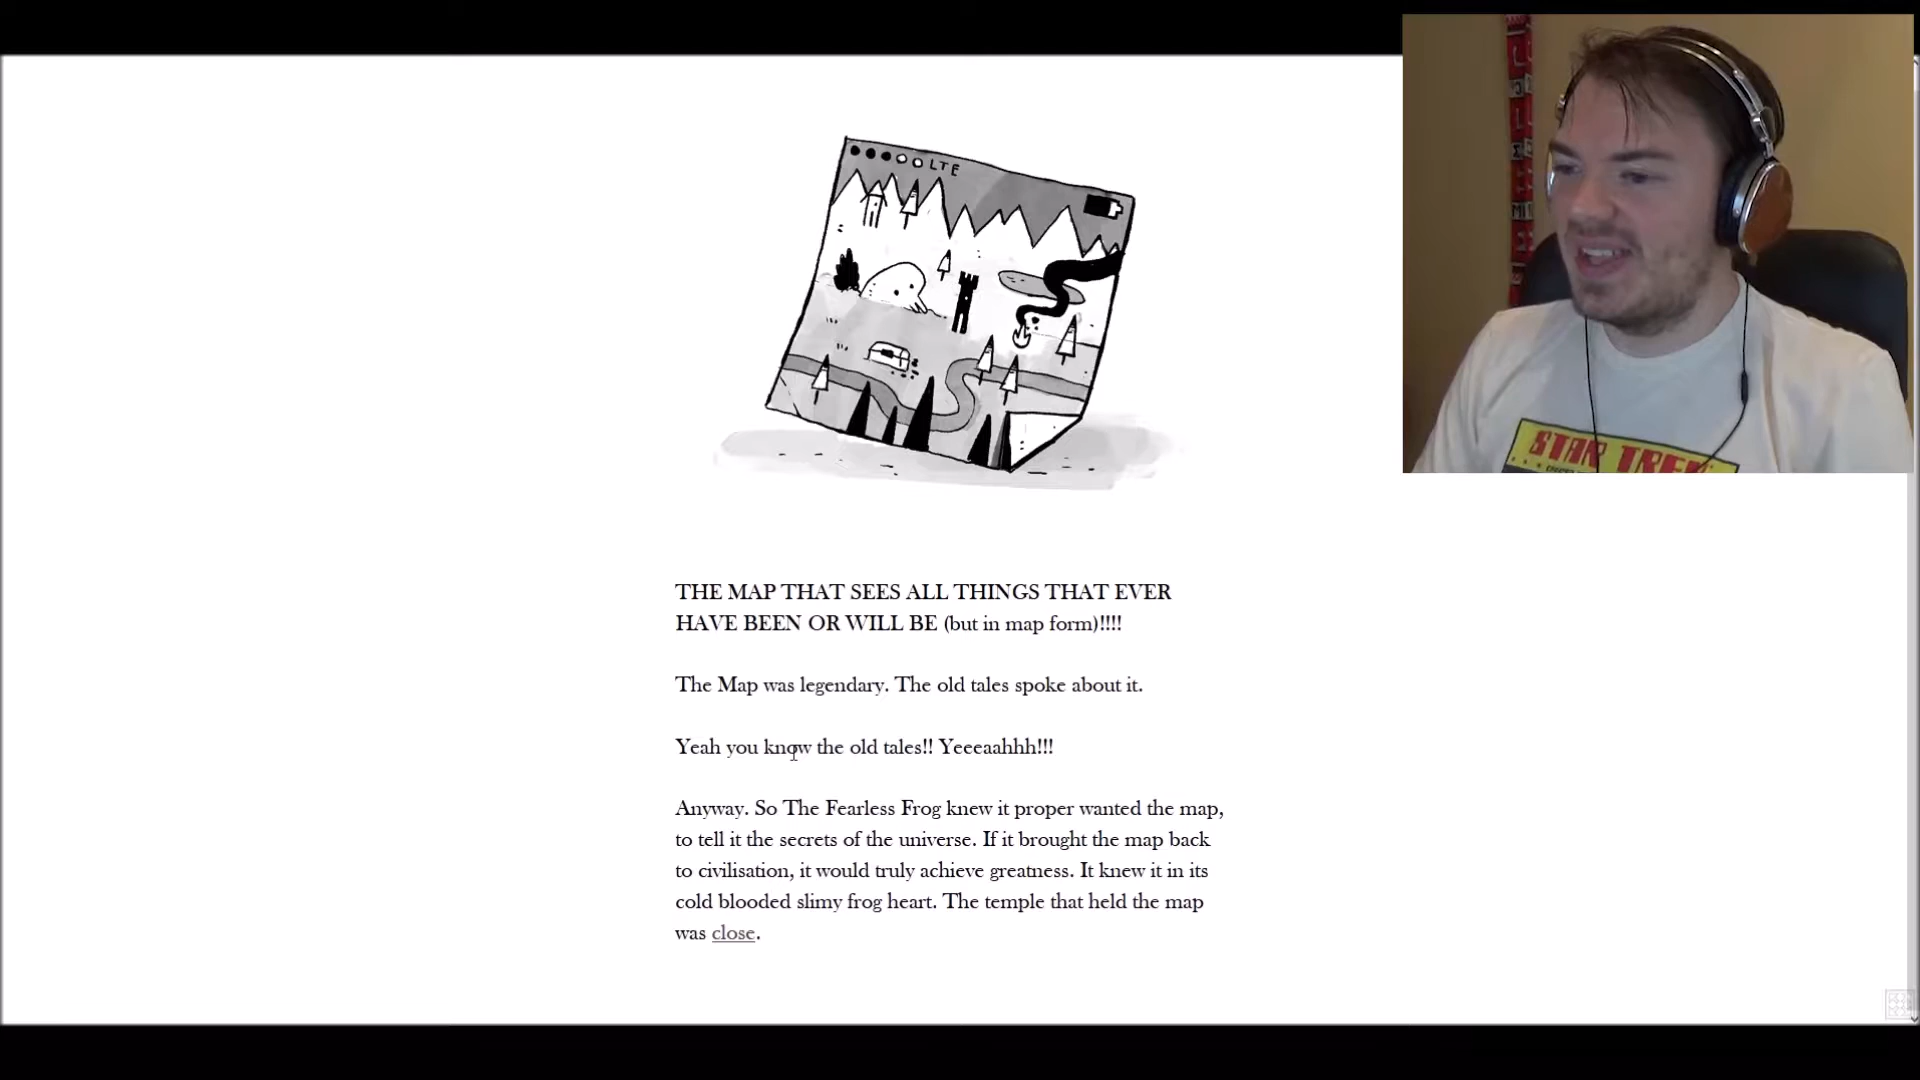 LTE
THE MAP THAT SEES ALL THINGS THAT EVER
HAVE BEEN OR WILL BE (but in map form)!!!!
The Map was legendary. The old tales spoke about it.
Yeah you know the old tales!! Yeeeaahhh!!!
Anyway. So The Fearless Frog knew it proper wanted the map,
to tell it the secrets of the universe. If it brought the map back
to civilisation, it would truly achieve greatness. It knew it in its
cold blooded slimy frog heart. The temple that held the map
was close.
STAR TREK